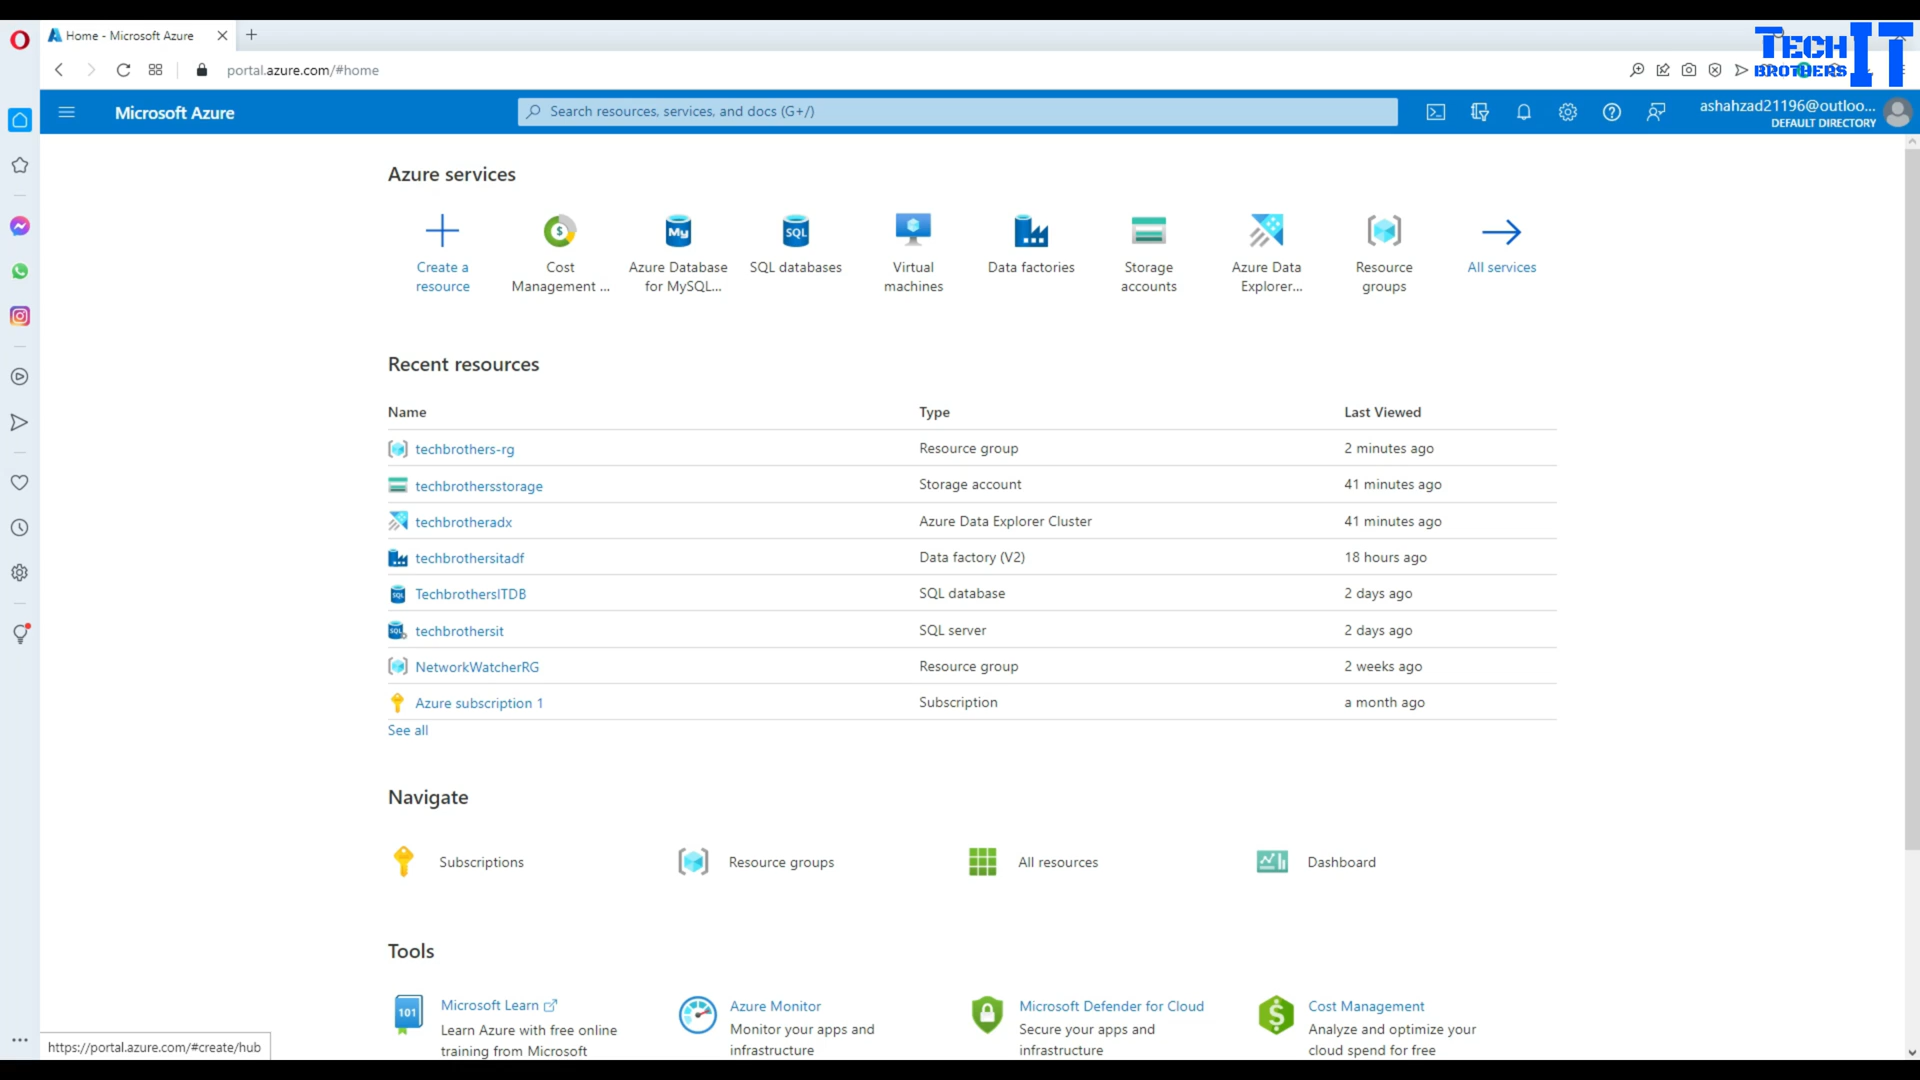 Home - Microsoft Azure
TECH IT
BROTHERS
portal.azure.com/#home
Microsoft Azure
Search resources, services, and docs (G+/)
ashahzad21196@outloo...
DEFAULT DIRECTORY
Azure services
Create a resource
Cost Management ...
Azure Database for MySQL...
SQL databases
Virtual machines
Data factories
Storage accounts
Azure Data Explorer...
Resource groups
All services
Recent resources
Name Type Last Viewed
techbrothers-rg Resource group 2 minutes ago
techbrothersstorage Storage account 41 minutes ago
techbrotheradx Azure Data Explorer Cluster 41 minutes ago
techbrothersitadf Data factory (V2) 18 hours ago
SQL TechbrothersITDB SQL database 2 days ago
SQL techbrothersit SQL server 2 days ago
NetworkWatcherRG Resource group 2 weeks ago
Azure subscription 1 Subscription a month ago
See all
Navigate
Subscriptions Resource groups All resources Dashboard
Tools
101
Microsoft Learn
Learn Azure with free online
training from Microsoft
Azure Monitor
Monitor your apps and
infrastructure
Microsoft Defender for Cloud
Secure your apps and
infrastructure
Cost Management
Analyze and optimize your
cloud spend for free
https://portal.azure.com/#create/hub